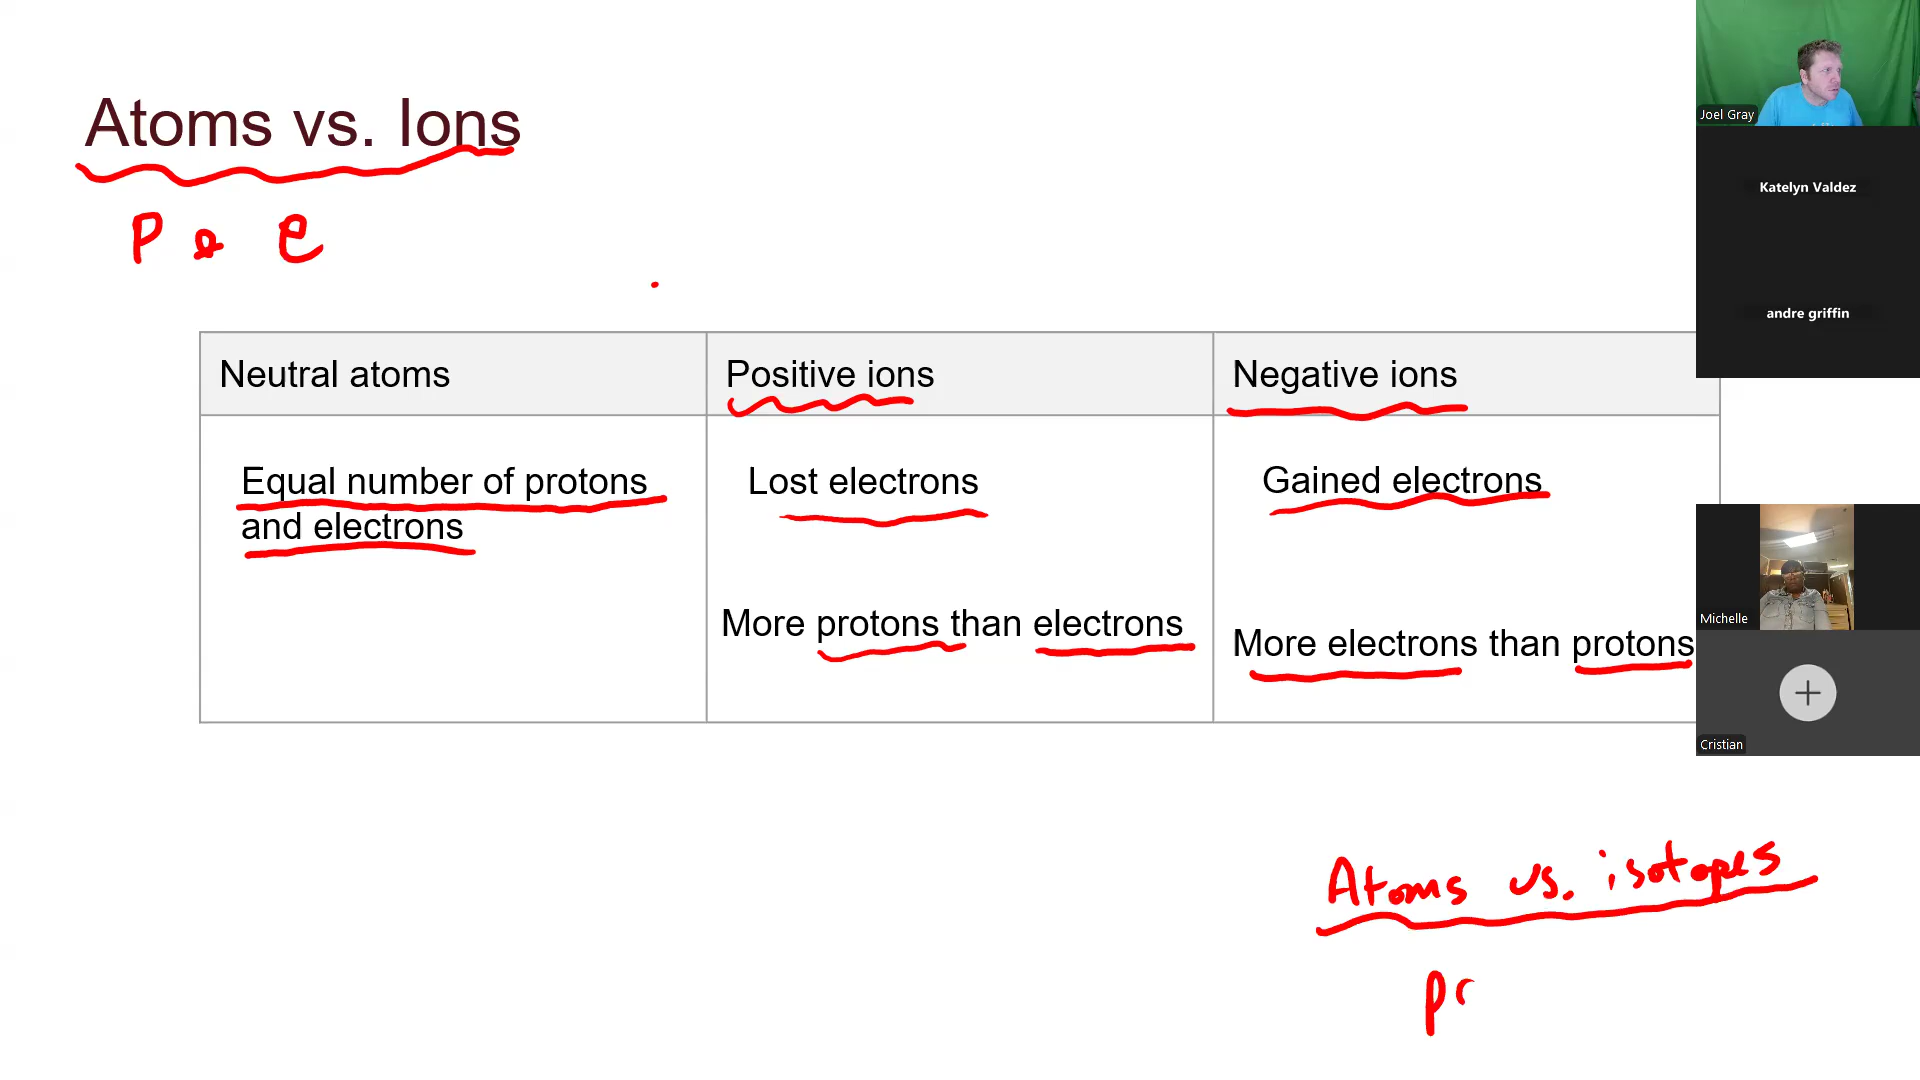 Atoms vs. Ions
P & e
Neutral atoms
Positive ions
Negative ions
Equal number of protons
and electrons
Lost electrons
More protons than electrons
Gained electrons
More electrons than protons
Atoms vs. isotopes
pr
Joel Gray
Katelyn Valdez
andre griffin
Michelle
Cristian